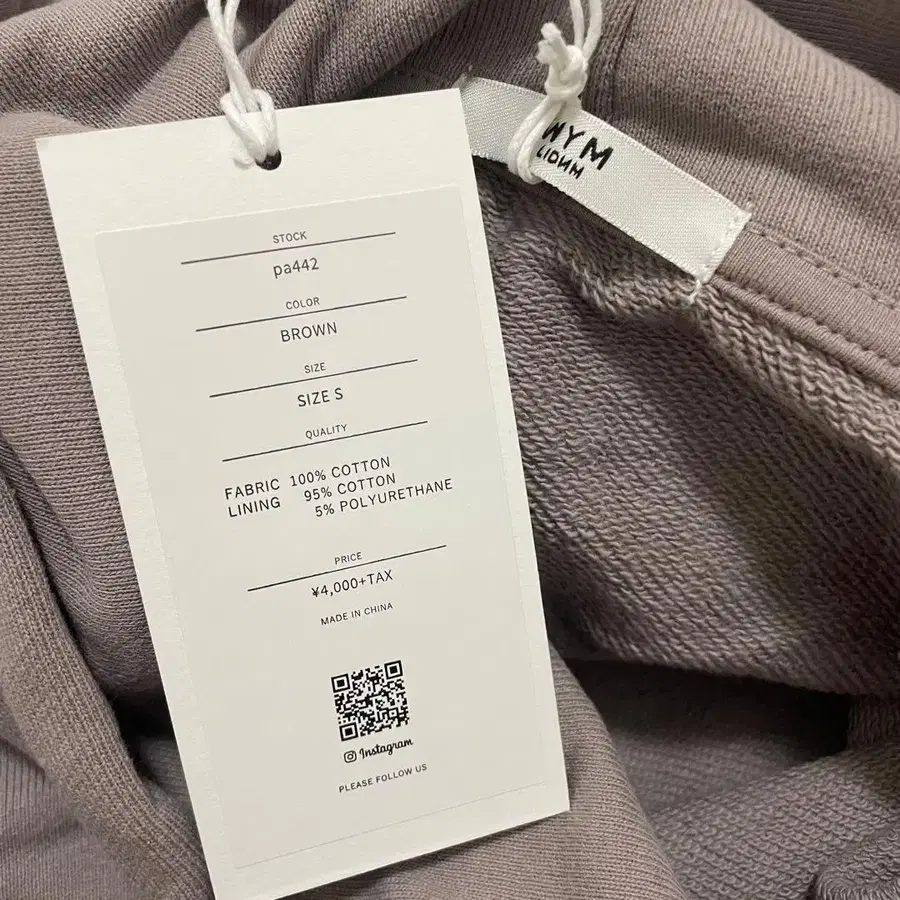 STOCK
pa442
COLOR
BROWN
SIZE
SIZE S
QUALITY
FABRIC 100% COTTON
LINING 95% COTTON
5% POLYURETHANE
PRICE
¥4,000+TAX
MADE IN CHINA
Instagram
PLEASE FOLLOW US
WYM
LIDNM